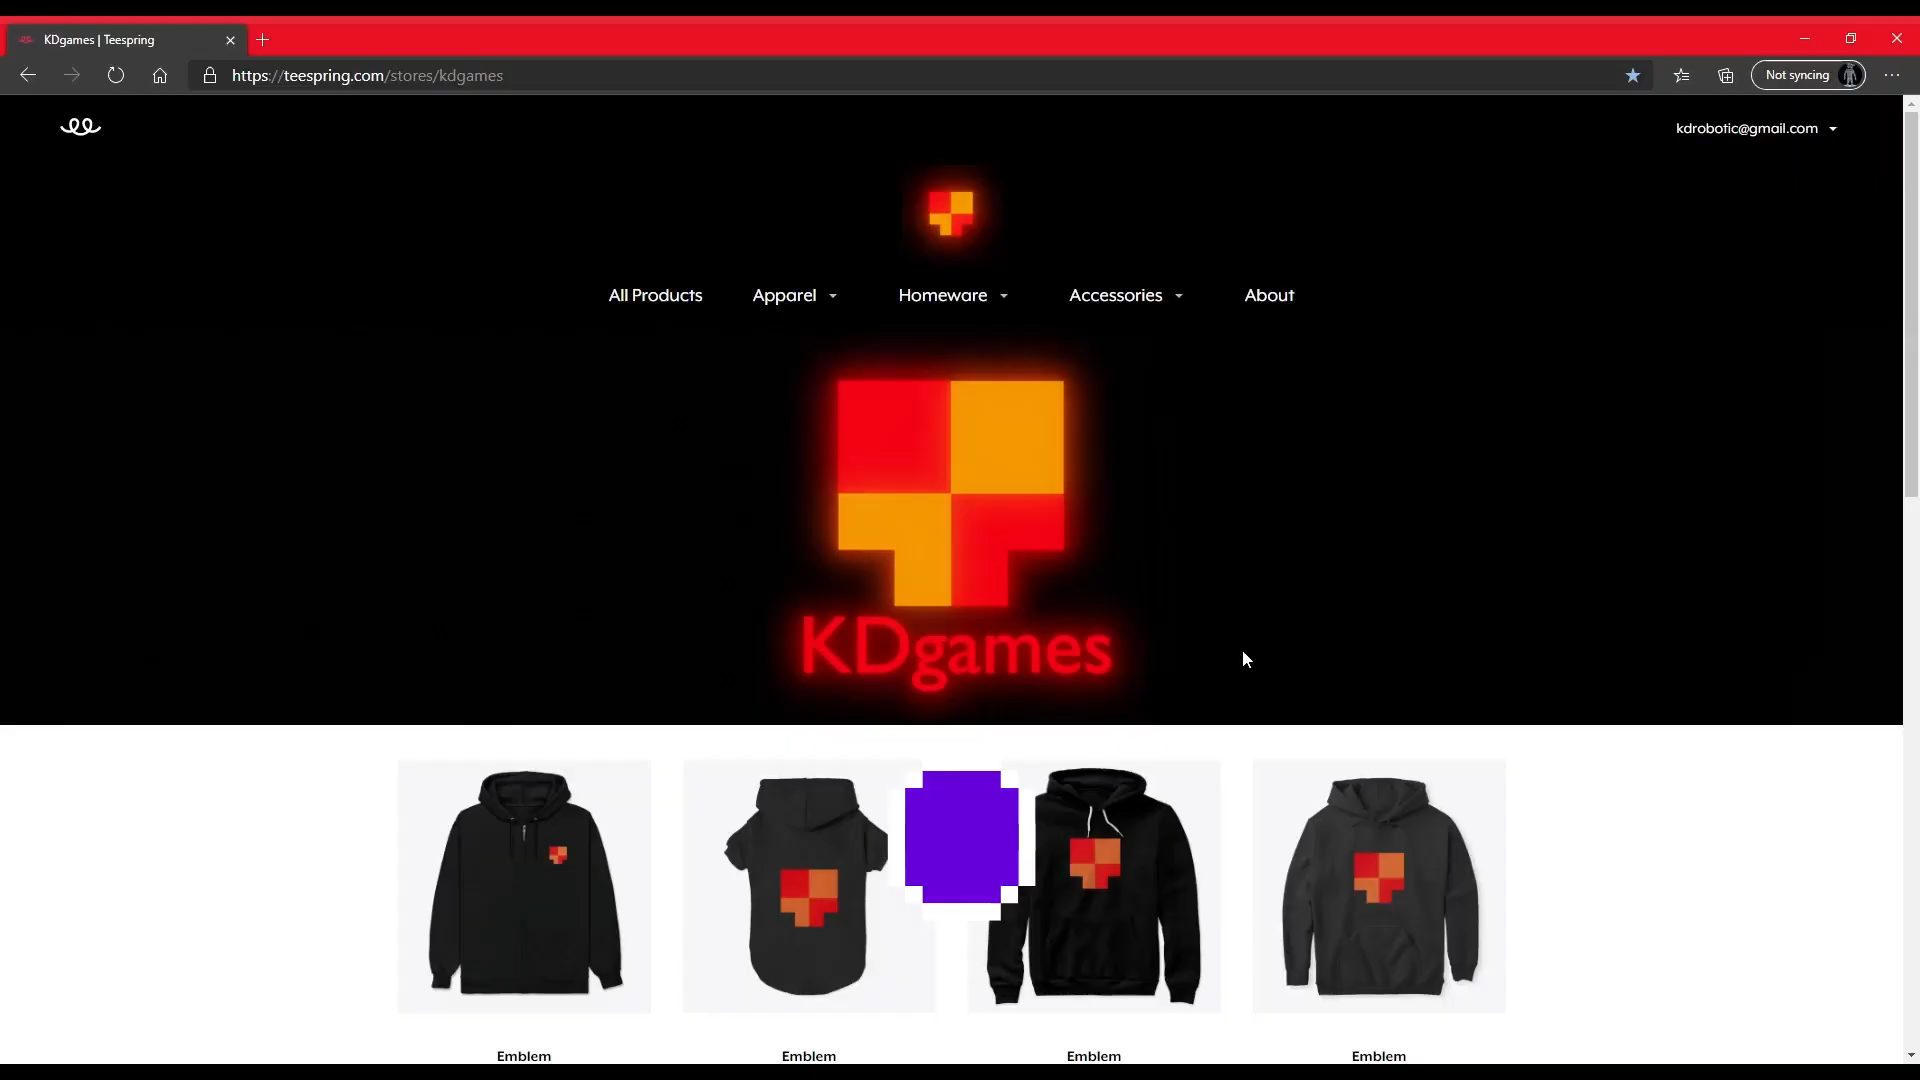 KDgames | Teespring
https://teespring.com/stores/kdgames
Not syncing
kdrobotic@gmail.com
All Products Apparel Homeware Accessories About
KDgames
Emblem Emblem Emblem Emblem